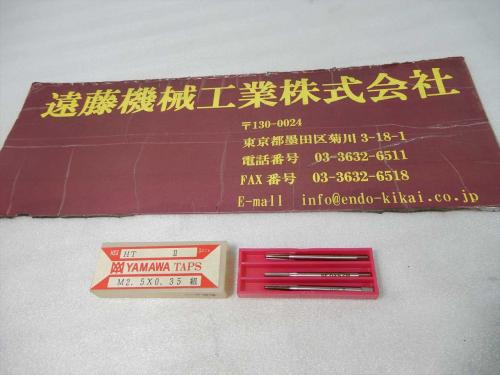 遠藤機械工業株式会社
〒130-0024
東京都墨田区菊川3-18-1
電話番号 03-3632-6511
FAX番号 03-3632-6518
E-mall info@endo-kikai.co.jp
HT II
YAMAWA TAPS
M2.5X0.35 組